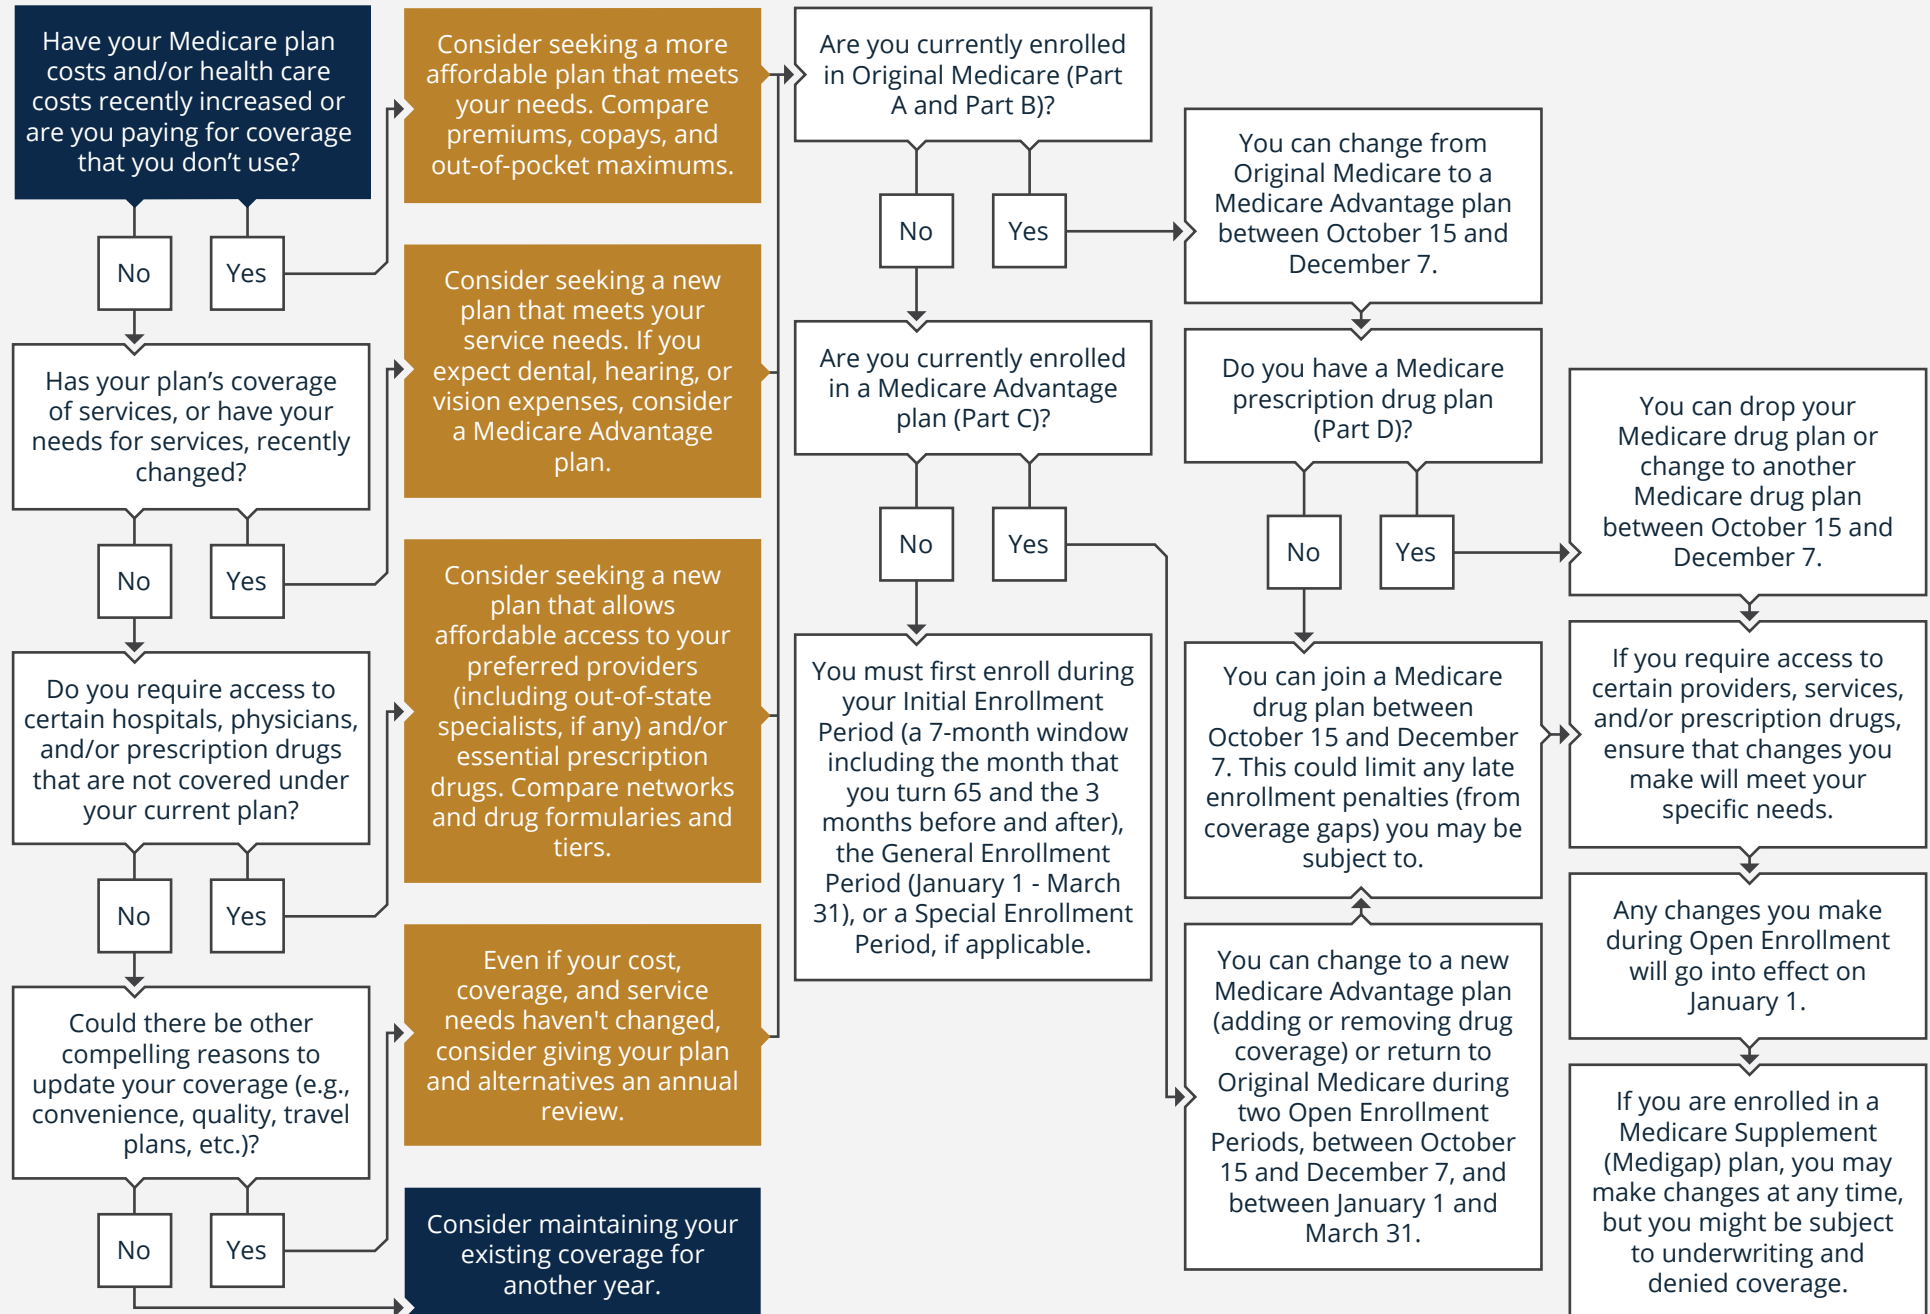 Have your Medicare plan
costs and/or health care
costs recently increased or
are you paying for coverage
that you don’t use?
No
Yes
Has your plan’s coverage
of services, or have your
needs for services, recently
changed?
No
Yes
Do you require access to
certain hospitals, physicians,
and/or prescription drugs
that are not covered under
your current plan?
No
Yes
Could there be other
compelling reasons to
update your coverage (e.g.,
convenience, quality, travel
plans, etc.)?
No
Yes
Consider seeking a more
affordable plan that meets
your needs. Compare
premiums, copays, and
out-of-pocket maximums.
Consider seeking a new
plan that meets your
service needs. If you
expect dental, hearing, or
vision expenses, consider
a Medicare Advantage
plan.
Consider seeking a new
plan that allows
affordable access to your
preferred providers
(including out-of-state
specialists, if any) and/or
essential prescription
drugs. Compare networks
and drug formularies and
tiers.
Even if your cost,
coverage, and service
needs haven't changed,
consider giving your plan
and alternatives an annual
review.
Consider maintaining your
existing coverage for
another year.
Are you currently enrolled
in Original Medicare (Part
A and Part B)?
No
Yes
Are you currently enrolled
in a Medicare Advantage
plan (Part C)?
No
Yes
You must first enroll during
your Initial Enrollment
Period (a 7-month window
including the month that
you turn 65 and the 3
months before and after),
the General Enrollment
Period (January 1 - March
31), or a Special Enrollment
Period, if applicable.
You can change from
Original Medicare to a
Medicare Advantage plan
between October 15 and
December 7.
Do you have a Medicare
prescription drug plan
(Part D)?
No
Yes
You can join a Medicare
drug plan between
October 15 and December
7. This could limit any late
enrollment penalties (from
coverage gaps) you may be
subject to.
You can change to a new
Medicare Advantage plan
(adding or removing drug
coverage) or return to
Original Medicare during
two Open Enrollment
Periods, between October
15 and December 7, and
between January 1 and
March 31.
You can drop your
Medicare drug plan or
change to another
Medicare drug plan
between October 15 and
December 7.
If you require access to
certain providers, services,
and/or prescription drugs,
ensure that changes you
make will meet your
specific needs.
Any changes you make
during Open Enrollment
will go into effect on
January 1.
If you are enrolled in a
Medicare Supplement
(Medigap) plan, you may
make changes at any time,
but you might be subject
to underwriting and
denied coverage.